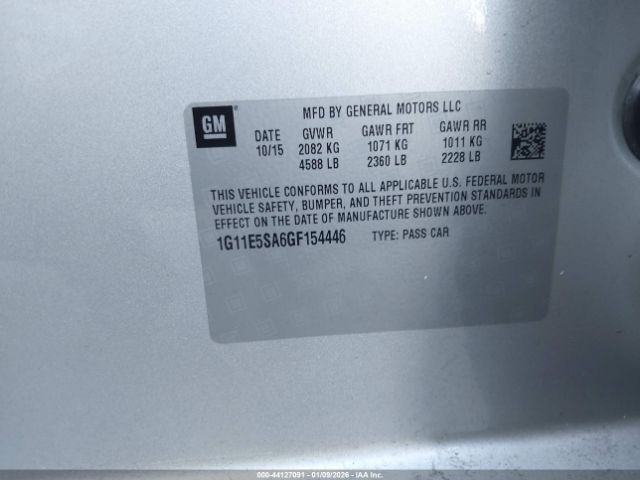 GM
MFD BY GENERAL MOTORS LLC
DATE GVWR GAWR FRT GAWR RR
10/15 2082 KG 1071 KG 1011 KG
4588 LB 2360 LB 2228 LB
THIS VEHICLE CONFORMS TO ALL APPLICABLE U.S. FEDERAL MOTOR
VEHICLE SAFETY, BUMPER, AND THEFT PREVENTION STANDARDS IN
EFFECT ON THE DATE OF MANUFACTURE SHOWN ABOVE.
1G11E5SA6GF154446 TYPE: PASS CAR
000-44127091 - 01/09/2026 - IAAI, Inc.